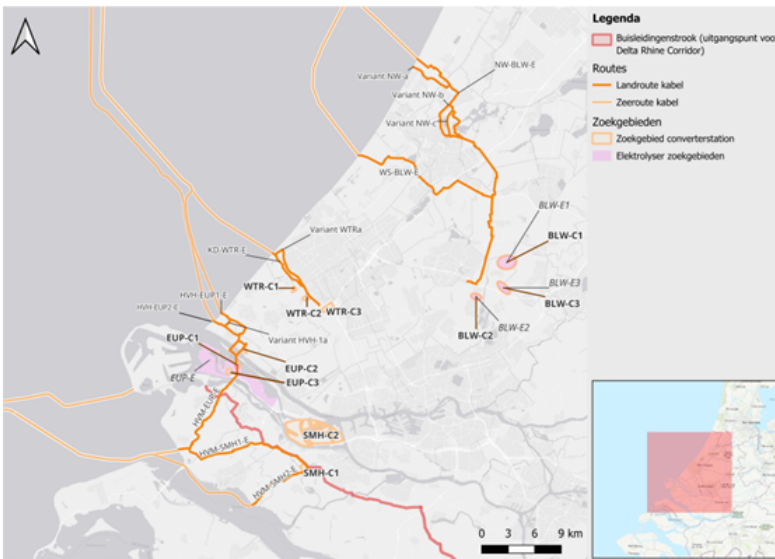 Legenda
Buisleidingenstrook (uitgangspunt voo
Delta Rhine Corridor)
Routes
Landroute kabel
Zeeroute kabel
Zoekgebieden
Zoekgebied converterstation
Elektrolyser zoekgebieden
Variant NW-a
NW-BLW-E
Variant NW-b
Variant NW-c
WS-BLW-E
BLW-E1
Variant WTRa
BLW-C1
KD-WTR-E
BLW-E3
WTR-C1
HVH-EUP1-E
BLW-C3
WTR-C2
WTR-C3
HVH-EUP2-E
BLW-E2
BLW-C2
Variant HVH-1a
EUP-C1
EUP-C2
EUP-E
EUP-C3
HVM-EUP-E
SMH-C2
HVM-SMH1-E
SMH-C1
HVM-SMH2-E
0 3 6 9 km